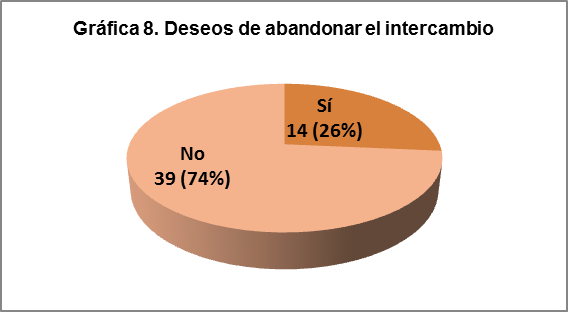 Gráfica 8. Deseos de abandonar el intercambio
Sí
14 (26%)
No
39 (74%)